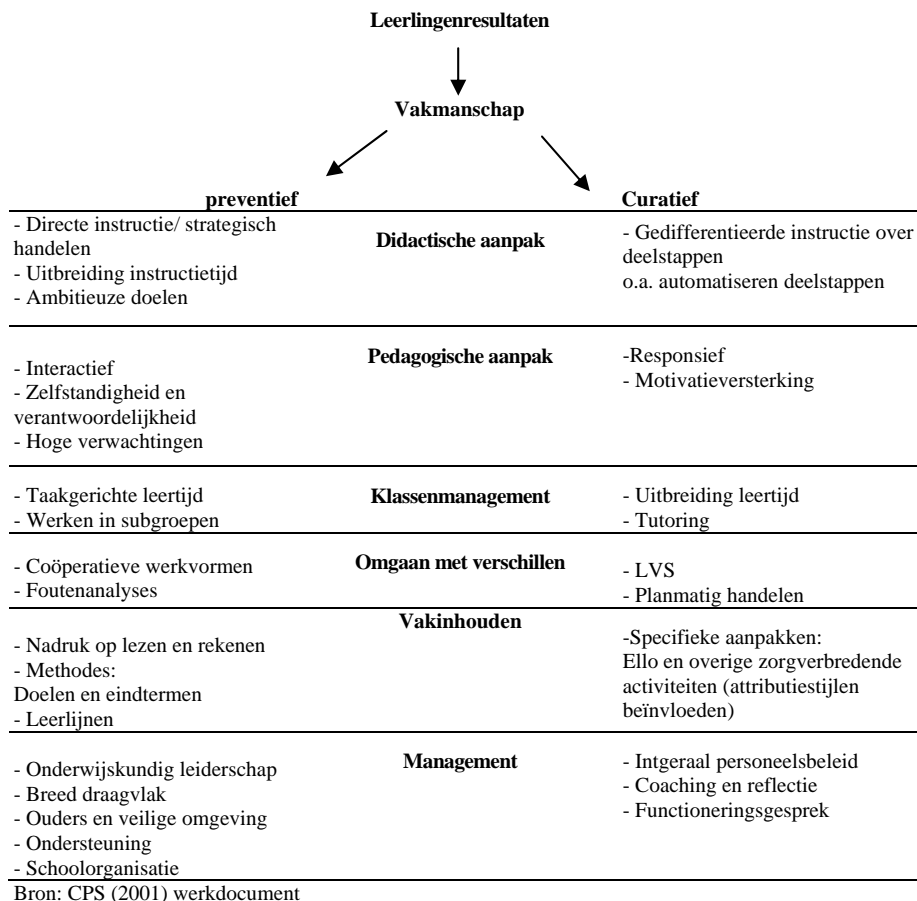 Leerlingenresultaten
Vakmanschap
preventief
Curatief
- Directe instructie/ strategisch
handelen
- Uitbreiding instructietijd
- Ambitieuze doelen
Didactische aanpak
- Gedifferentieerde instructie over
deelstappen
o.a. automatiseren deelstappen
- Interactief
- Zelfstandigheid en
verantwoordelijkheid
- Hoge verwachtingen
Pedagogische aanpak
-Responsief
- Motivatieversterking
- Taakgerichte leertijd
- Werken in subgroepen
Klassenmanagement
- Uitbreiding leertijd
- Tutoring
- Coöperatieve werkvormen
- Foutenanalyses
Omgaan met verschillen
- LVS
- Planmatig handelen
Vakinhouden
- Nadruk op lezen en rekenen
- Methodes:
Doelen en eindtermen
- Leerlijnen
-Specifieke aanpakken:
Ello en overige zorgverbredende
activiteiten (attributiestijlen
beïnvloeden)
- Onderwijskundig leiderschap
- Breed draagvlak
- Ouders en veilige omgeving
- Ondersteuning
- Schoolorganisatie
Management
- Intgeraal personeelsbeleid
- Coaching en reflectie
- Functioneringsgesprek
Bron: CPS (2001) werkdocument